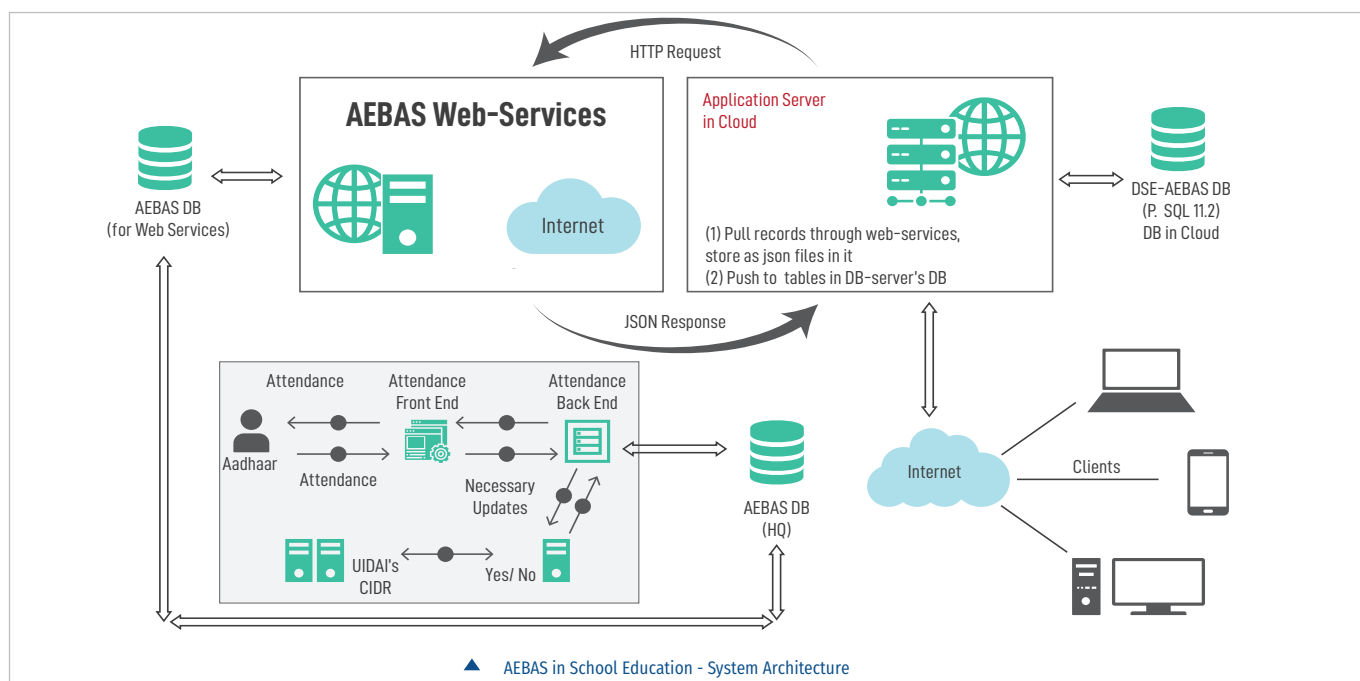 HTTP Request
AEBAS Web-Services
Internet
Application Server
in Cloud
(1) Pull records through web-services,
store as json files in it
(2) Push to tables in DB-server's DB
AEBAS DB
(for Web Services)
DSE-AEBAS DB
(P. SQL 11.2)
DB in Cloud
JSON Response
Attendance
Attendance
Front End
Attendance
Back End
Aadhaar
Attendance
Necessary
Updates
UIDAI's
CIDR
Yes/ No
AEBAS DB
(HQ)
Internet
Clients
AEBAS in School Education - System Architecture